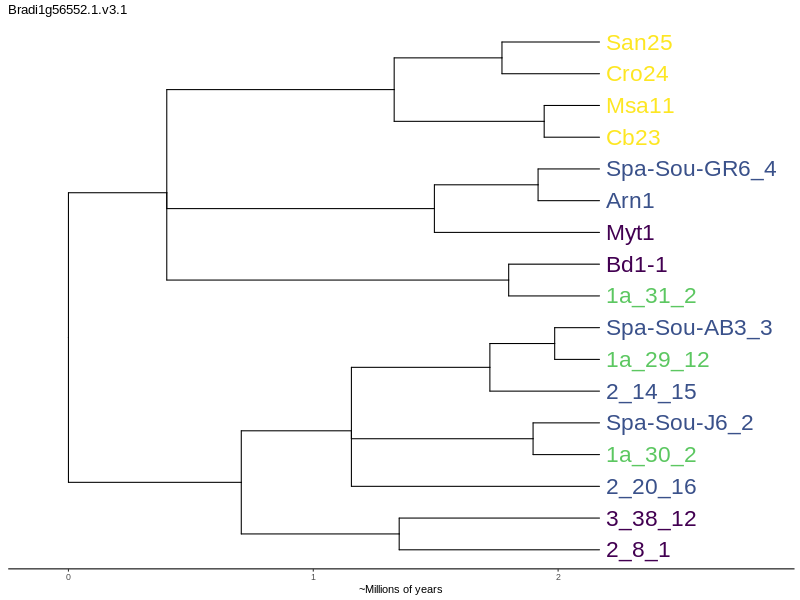 Bradi1g56552.1.v3.1
San25
Cro24
Msa11
Cb23
Spa-Sou-GR6_4
Arn1
Myt1
Bd1-1
1a_31_2
Spa-Sou-AB3_3
1a_29_12
2_14_15
Spa-Sou-J6_2
1a_30_2
2_20_16
3_38_12
2_8_1
0 1 2
~Millions of years